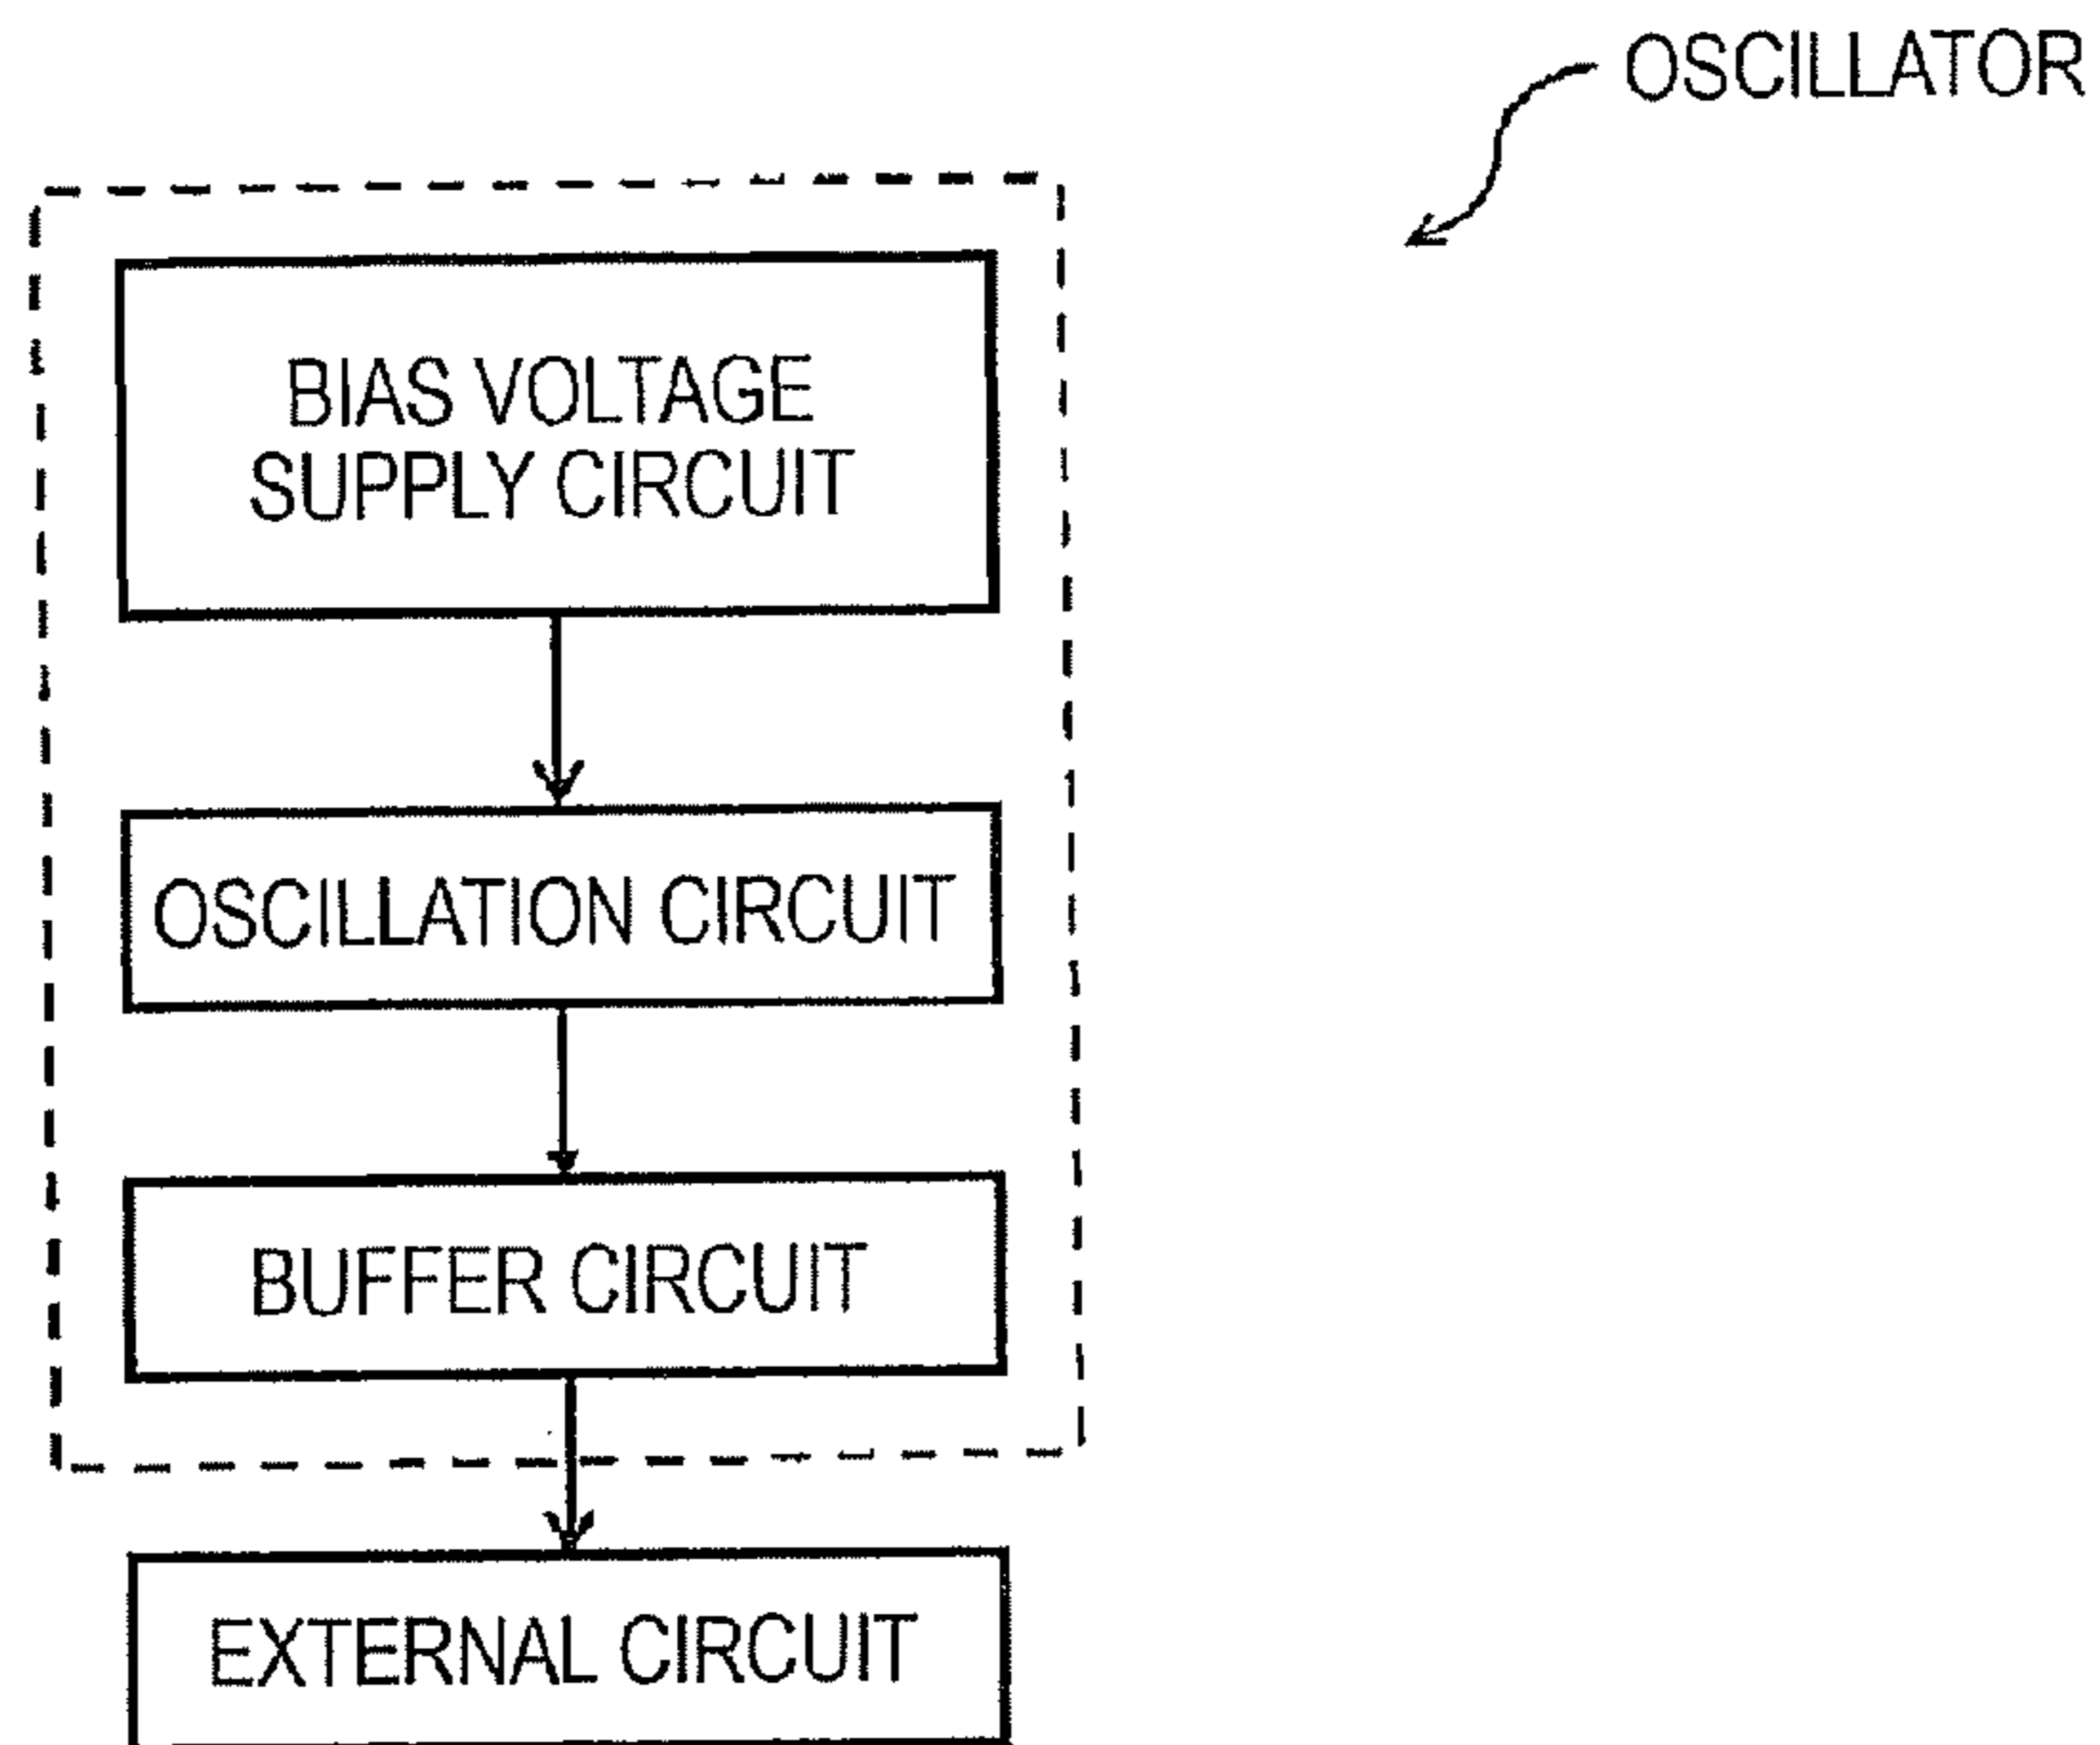 OSCILLATOR
BIAS VOLTAGE
SUPPLY CIRCUIT
OSCILLATION CIRCUIT
BUFFER CIRCUIT
EXTERNAL CIRCUIT